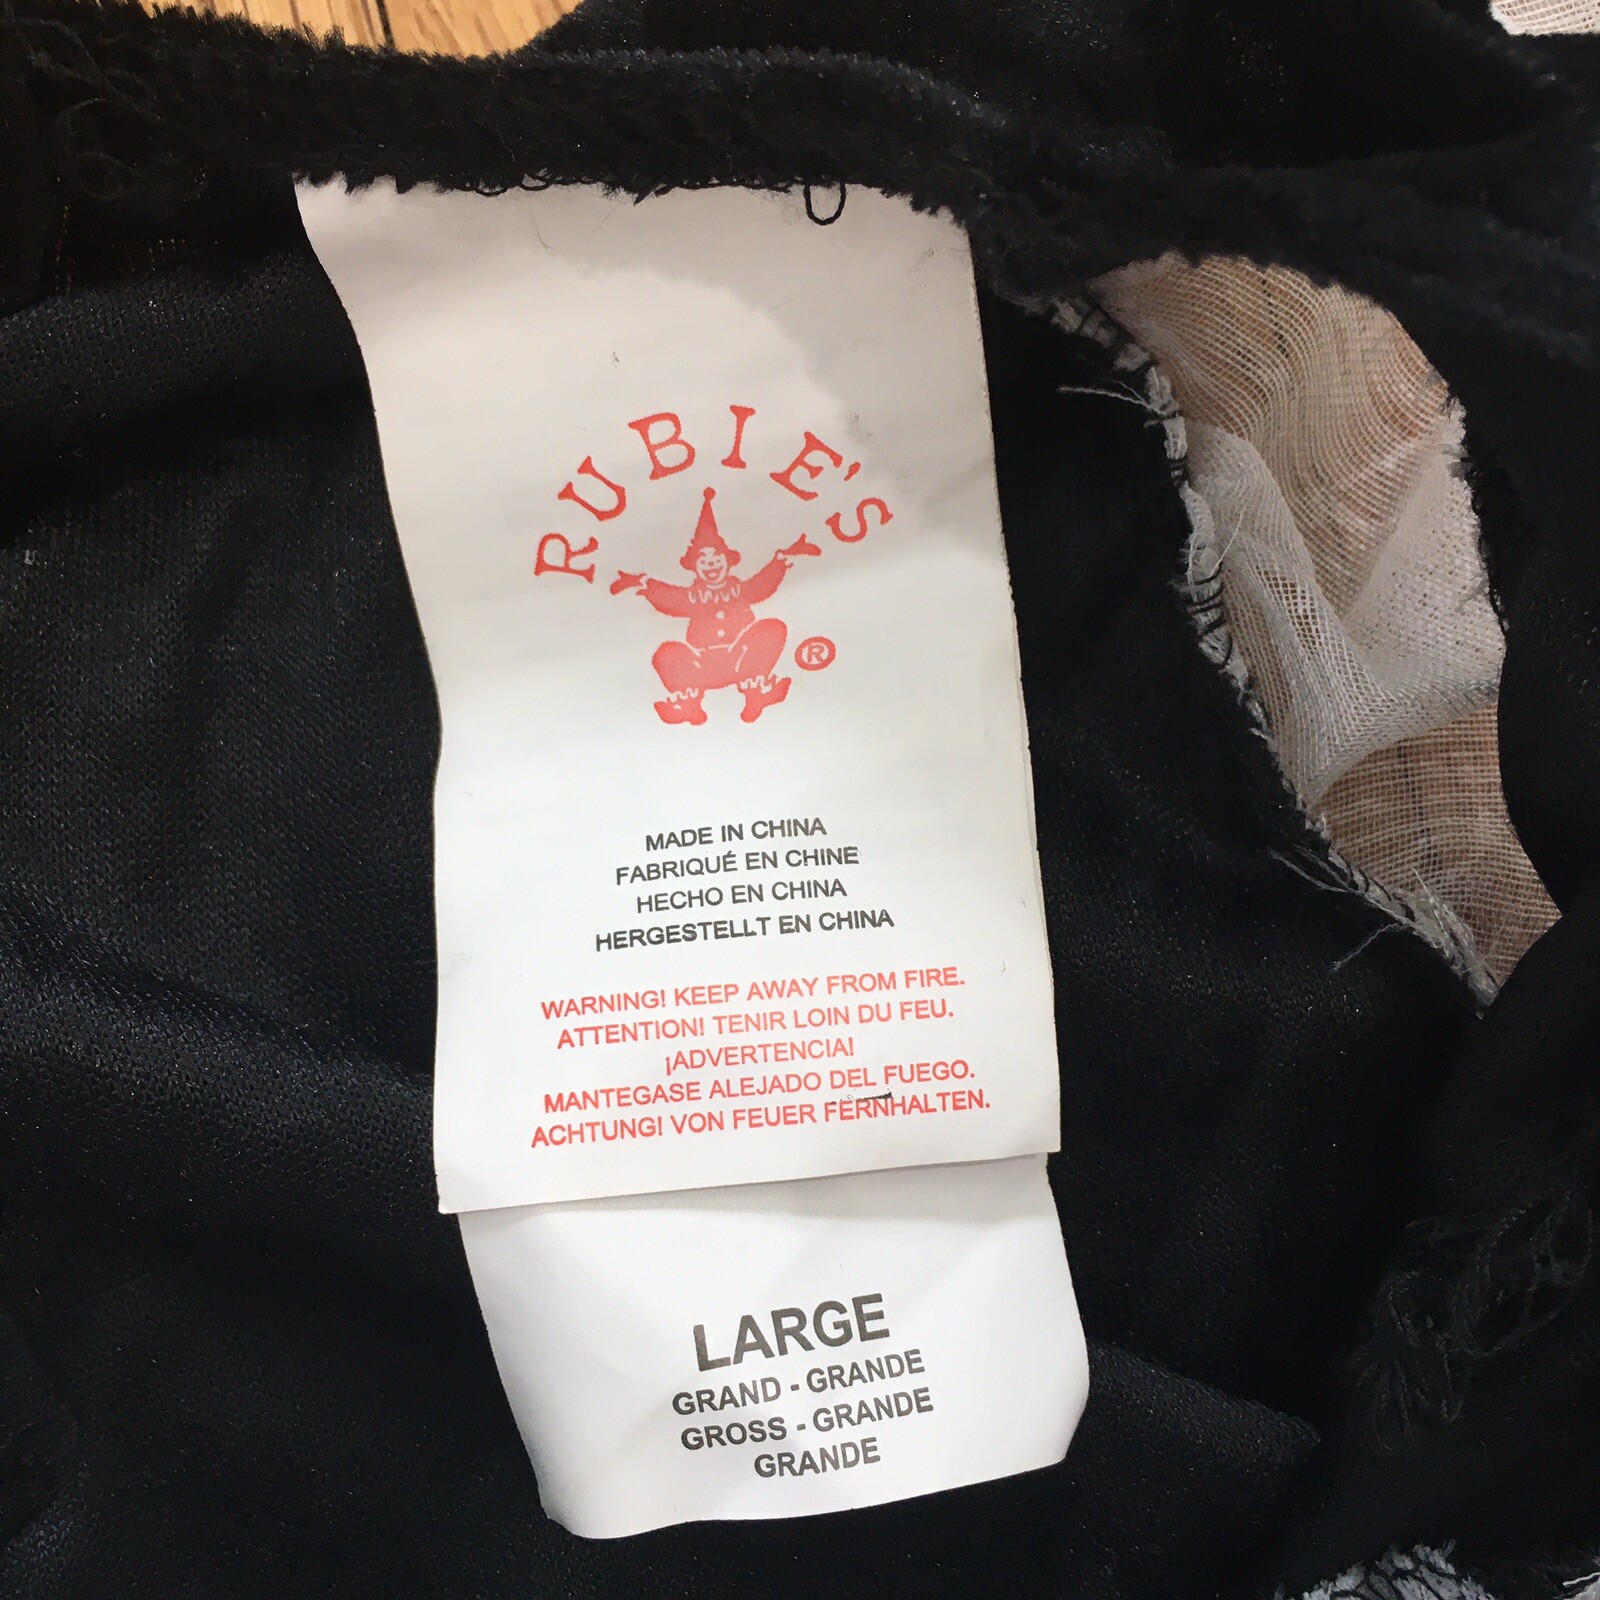 RUBIE'S
®
MADE IN CHINA
FABRIQUÉ EN CHINE
HECHO EN CHINA
HERGESTELLT EN CHINA
WARNING! KEEP AWAY FROM FIRE.
ATTENTION! TENIR LOIN DU FEU.
¡ADVERTENCIA!
MANTEGASE ALEJADO DEL FUEGO.
ACHTUNG! VON FEUER FERNHALTEN.
LARGE
GRAND - GRANDE
GROSS - GRANDE
GRANDE